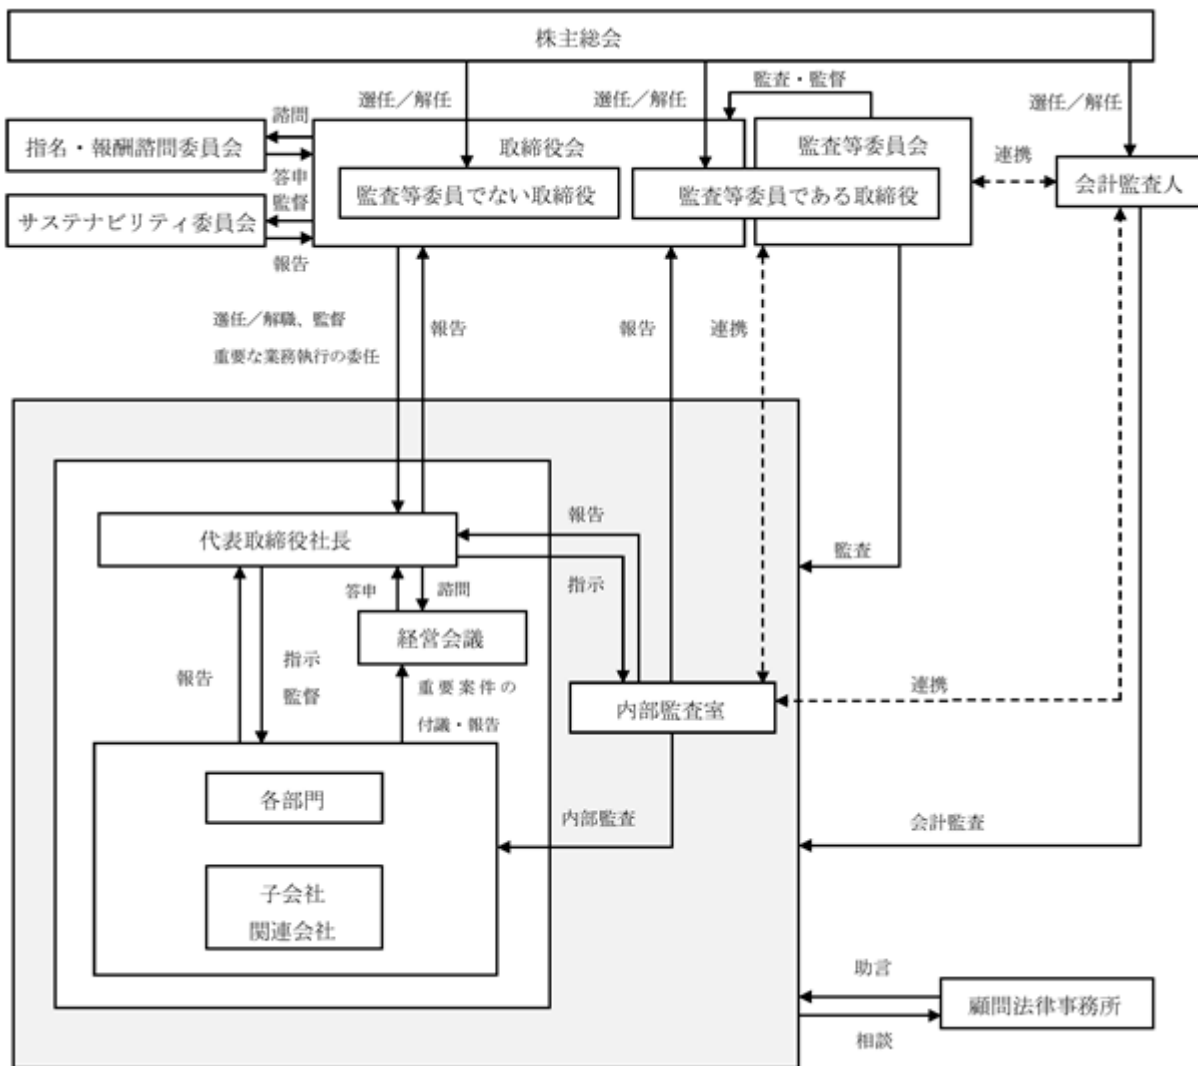 株主総会
監査・監督
選任／解任
選任／解任
選任／解任
諮問
指名・報酬諮問委員会
取締役会
監査等委員会
連携
答申
監査等委員でない取締役
監査等委員である取締役
会計監査人
監督
サステナビリティ委員会
報告
選任／解職、監督
重要な業務執行の委任
報告
報告
連携
代表取締役社長
報告
監査
指示
答申
諮問
経営会議
報告
指示
監督
重要案件の
付議・報告
連携
内部監査室
各部門
内部監査
会計監査
子会社
関連会社
助言
顧問法律事務所
相談